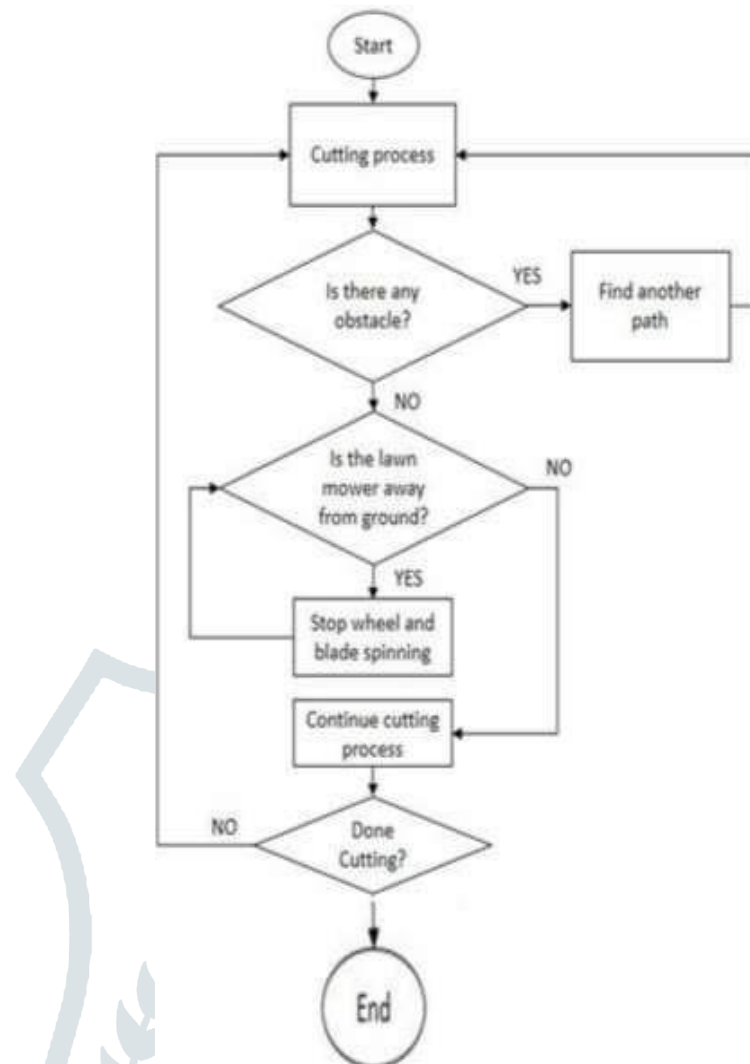 Start
Cutting process
Is there any
obstacle?
YES
Find another
path
NO
Is the lawn
mower away
from ground?
NO
YES
Stop wheel and
blade spinning
Continue cutting
process
NO
Done
Cutting?
End